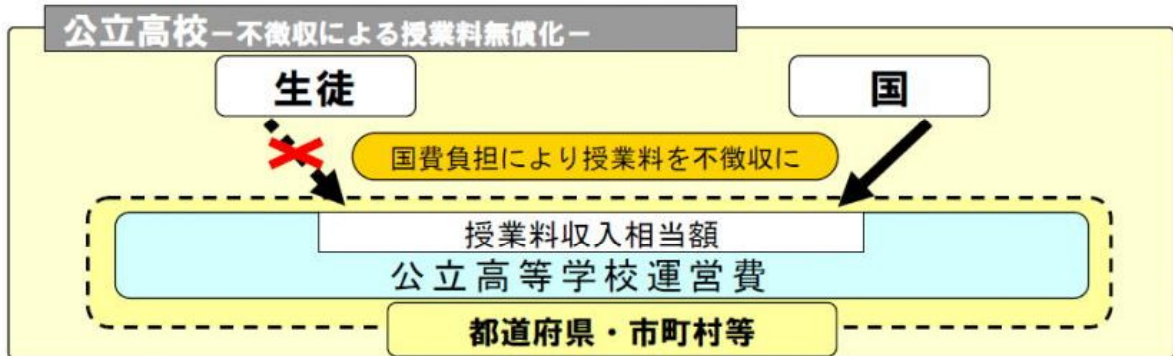 公立高校－不徴収による授業料無償化－
生徒
国
国費負担により授業料を不徴収に
授業料収入相当額
公立高等学校運営費
都道府県・市町村等